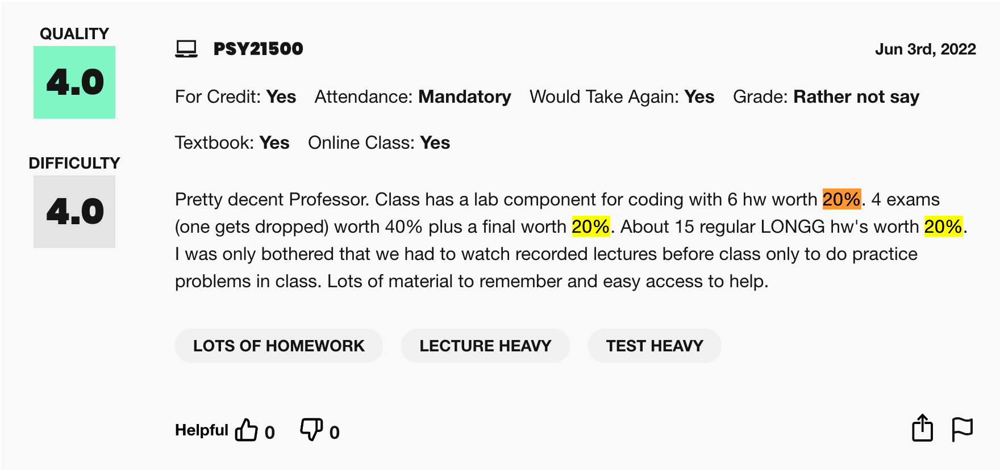 QUALITY
4.0
DIFFICULTY
4.0
PSY21500
Jun 3rd, 2022
For Credit: Yes Attendance: Mandatory Would Take Again: Yes Grade: Rather not say
Textbook: Yes Online Class: Yes
Pretty decent Professor. Class has a lab component for coding with 6 hw worth 20%. 4 exams
(one gets dropped) worth 40% plus a final worth 20%. About 15 regular LONGG hw's worth 20%.
I was only bothered that we had to watch recorded lectures before class only to do practice
problems in class. Lots of material to remember and easy access to help.
LOTS OF HOMEWORK LECTURE HEAVY TEST HEAVY
Helpful 0 0